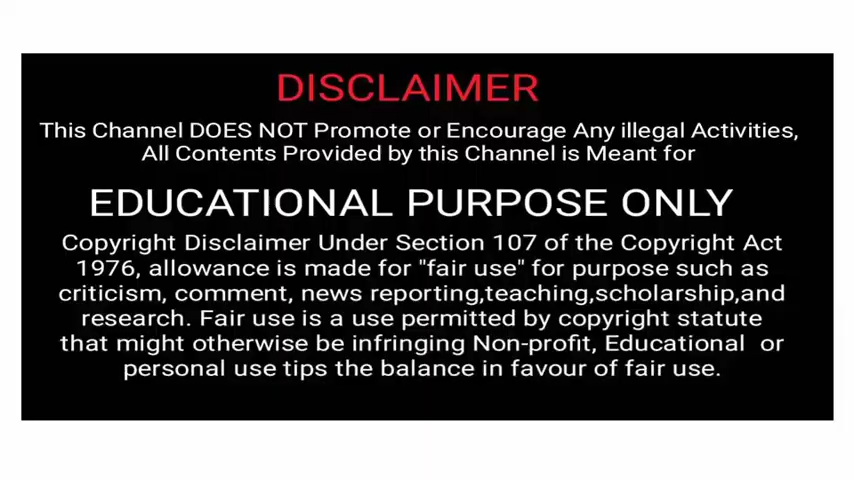 DISCLAIMER
This Channel DOES NOT Promote or Encourage Any illegal Activities,
All Contents Provided by this Channel is Meant for
EDUCATIONAL PURPOSE ONLY
Copyright Disclaimer Under Section 107 of the Copyright Act
1976, allowance is made for "fair use" for purpose such as
criticism, comment, news reporting,teaching,scholarship,and
research. Fair use is a use permitted by copyright statute
that might otherwise be infringing Non-profit, Educational or
personal use tips the balance in favour of fair use.